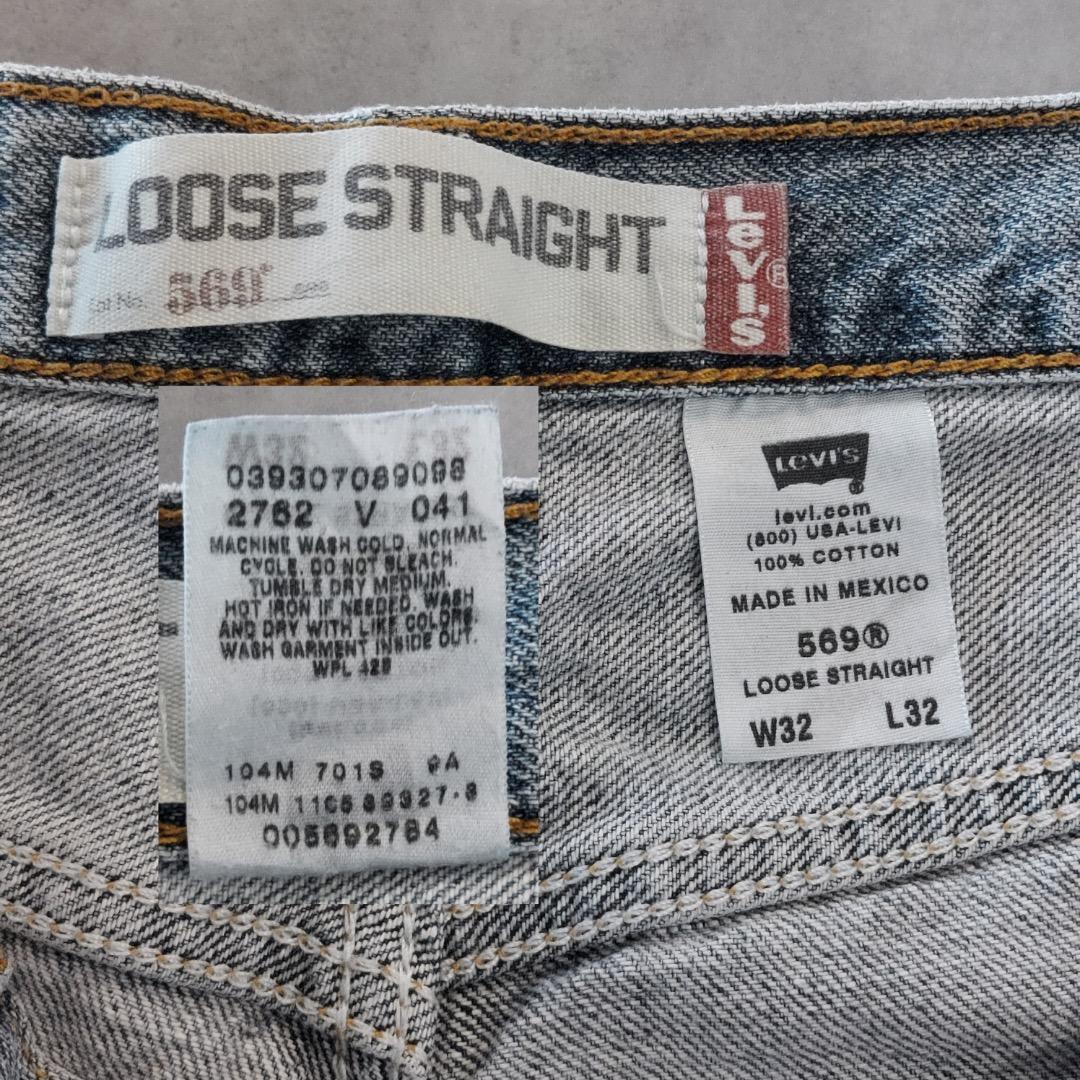 LOOSE STRAIGHT
Lot No. 569
LEVI'S®
039307089098
2762 V 041
MACHINE WASH COLD, NORMAL
CYCLE. DO NOT BLEACH.
TUMBLE DRY MEDIUM.
HOT IRON IF NEEDED. WASH
AND DRY WITH LIKE COLORS.
WASH GARMENT INSIDE OUT.
WPL 423
104M 701S
104M
005692764
LEVI'S
levi.com
(800) USA-LEVI
100% COTTON
MADE IN MEXICO
569®
LOOSE STRAIGHT
W32 L32